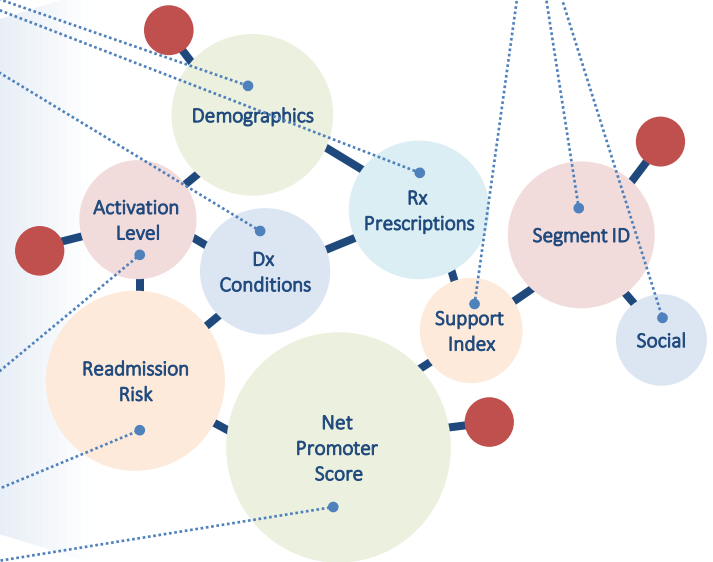 Demographics
Activation
Level
Rx
Prescriptions
Segment ID
Dx
Conditions
Support
Index
Social
Readmission
Risk
Net
Promoter
Score